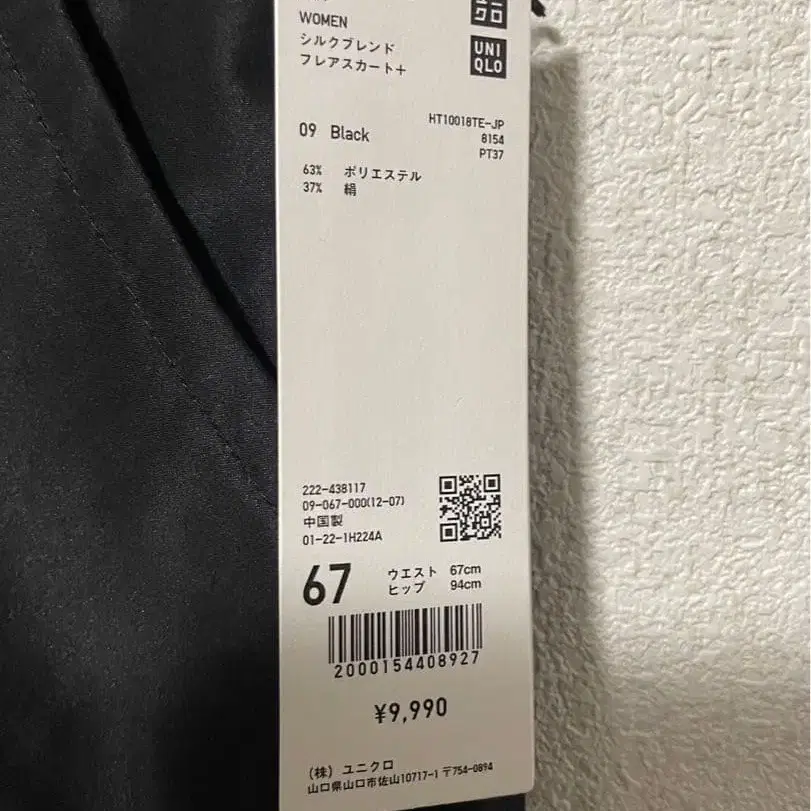 WOMEN
シルクブレンド
フレアスカート+
ニ
クロ
UNI
QLO
09 Black
HT10018TE-JP
8154
PT37
63% ポリエステル
37% 絹
222-438117
09-067-000(12-07)
中国製
01-22-1H224A
67
ウエスト 67cm
ヒップ 94cm
2000154408927
¥9,990
(株) ユニクロ
山口県山口市佐山10717-1 〒754-0894